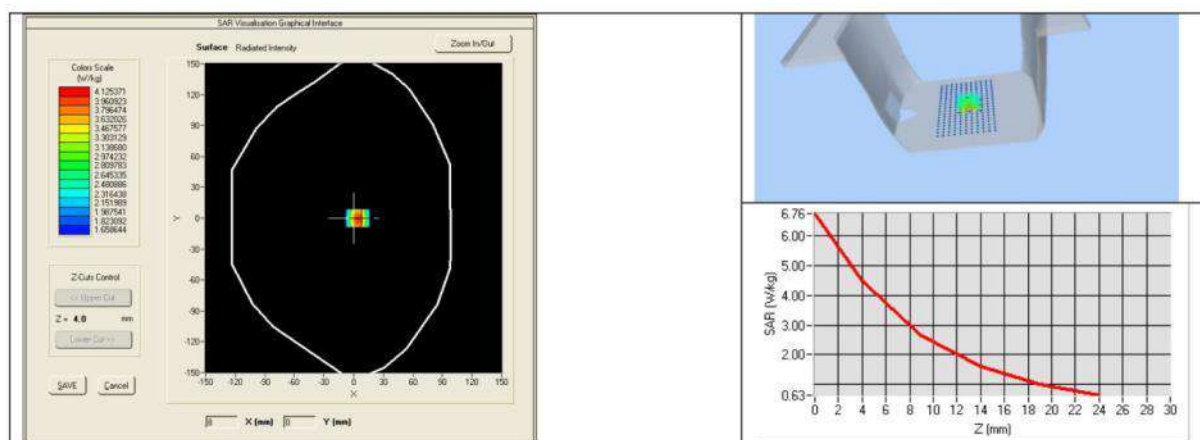 SAR Visualisation Graphical Interface
Surface Radiated Intensity
Zoom In/Out
Colors Scale
(W/kg)
4.125371
3.960923
3.796474
3.632026
3.467577
3.303129
3.138680
2.974232
2.809783
2.645335
2.480886
2.316438
2.151989
1.987541
1.823092
1.658644
150
120
90
60
30
0
-30
-60
-90
-120
-150
Y
-150 -120 -90 -60 -30 0 30 60 90 120 150
X
Z-Cuts Control
<< Upper Cut
Z = 4.0 mm
Lower Cut >>
SAVE Cancel
X (mm) Y (mm)
6.76
6.00
5.00
4.00
3.00
2.00
0.63
SAR (W/kg)
0 2 4 6 8 10 12 14 16 18 20 22 24 26 28 30
Z (mm)